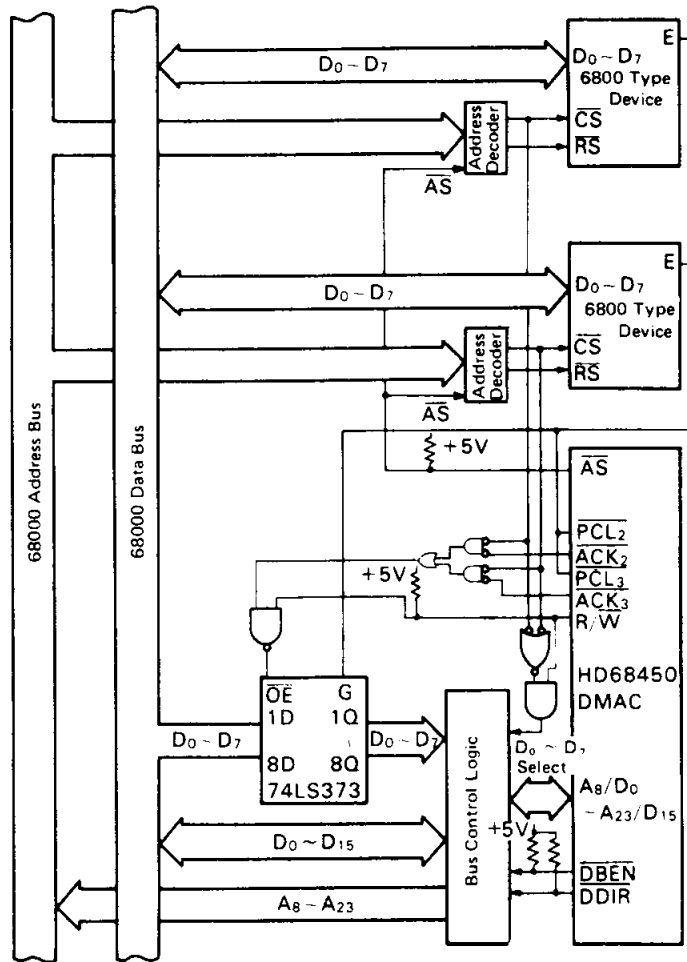 E
D0~D7
D0~D7
6800 Type
Device
Address
Decoder
CS
RS
AS
E
D0~D7
D0~D7
6800 Type
Device
Address
Decoder
CS
RS
AS
68000 Address Bus
68000 Data Bus
+5V
AS
PCL2
ACK2
+5V
PCL3
ACK3
R/W
HD68450
DMAC
OE G
1D 1Q
D0~D7
D0~D7
8D 8Q
74LS373
Bus Control Logic
D0~D7
Select
A8/D0
~A23/D15
+5V
D0~D15
DBEN
DDIR
A8~A23